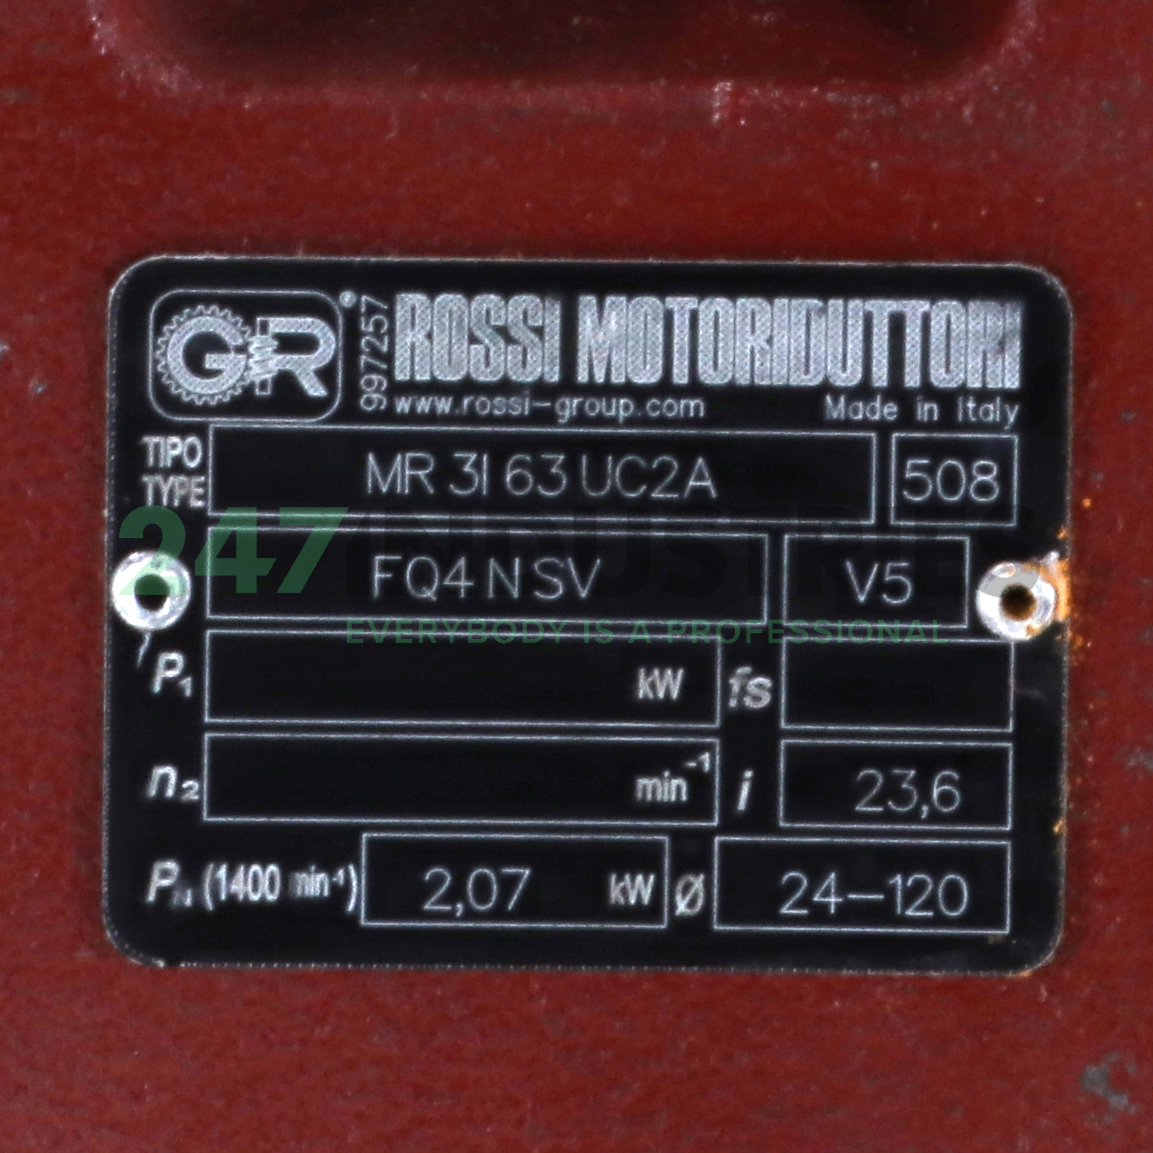 GR ® 997257 ROSSI MOTORIDUTTORI
www.rossi-group.com Made in Italy
TIPO
TYPE MR 3I 63 UC2A 508
247 INDUSTRIES
FQ4 N SV V5
EVERYBODY IS A PROFESSIONAL
P₁ kW fs
n₂ min⁻¹ i 23,6
P_N (1400 min⁻¹) 2,07 kW Ø 24–120